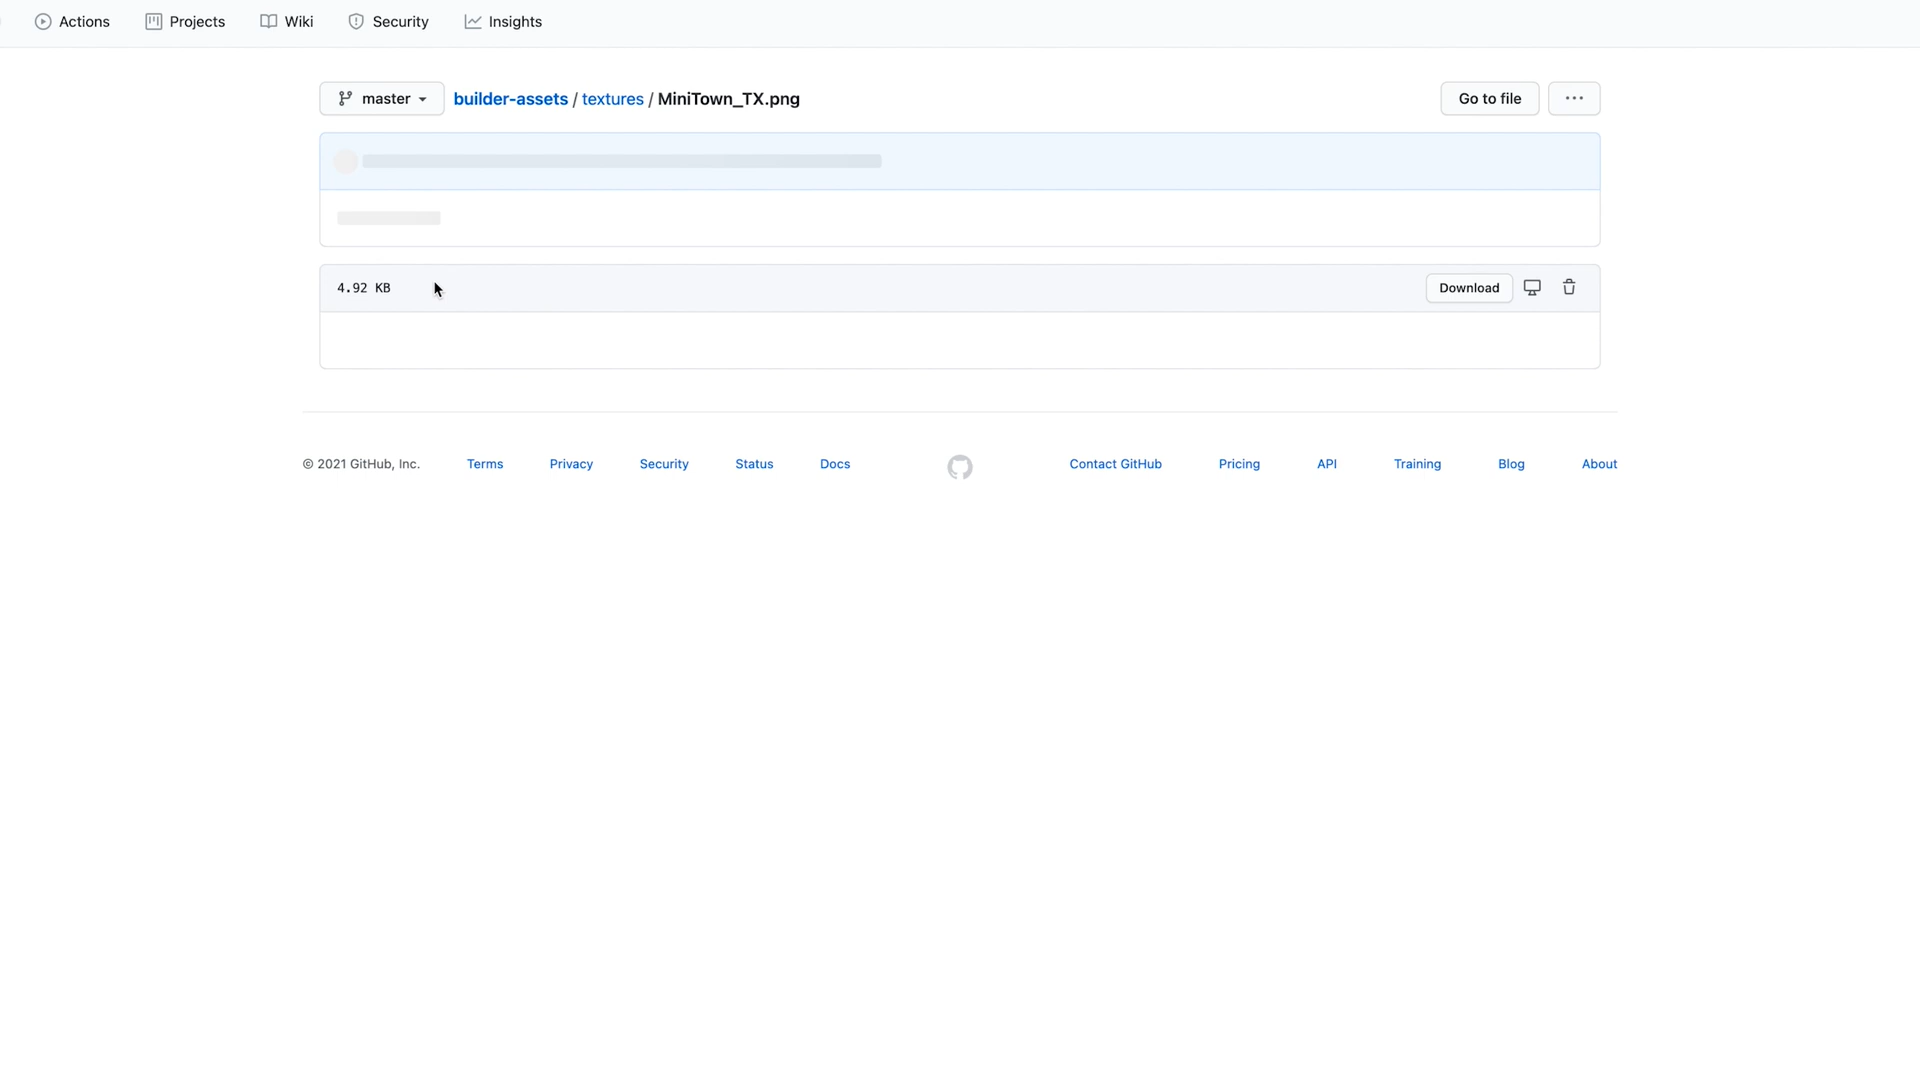 Actions Projects Wiki Security Insights
master builder-assets / textures / MiniTown_TX.png Go to file ...
4.92 KB Download
© 2021 GitHub, Inc. Terms Privacy Security Status Docs Contact GitHub Pricing API Training Blog About